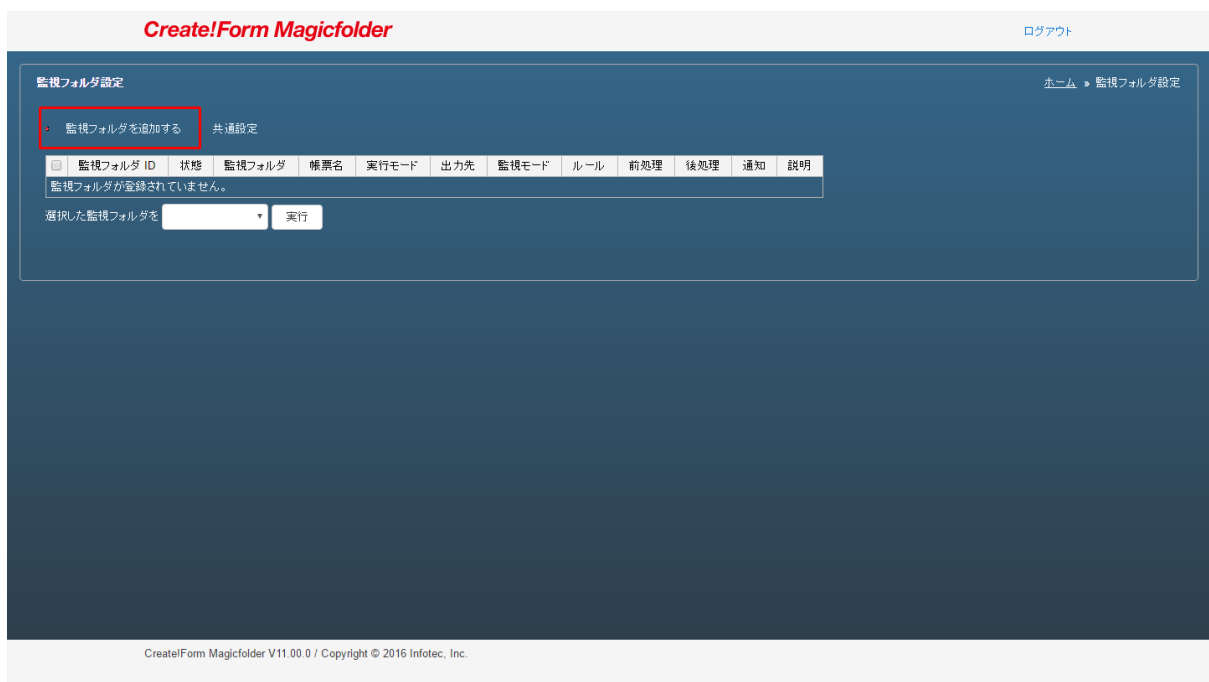 Create!Form Magicfolder
ログアウト
監視フォルダ設定
ホーム » 監視フォルダ設定
監視フォルダを追加する 共通設定
監視フォルダ ID 状態 監視フォルダ 帳票名 実行モード 出力先 監視モード ルール 前処理 後処理 通知 説明
監視フォルダが登録されていません。
選択した監視フォルダを 実行
Create!Form Magicfolder V11.00.0 / Copyright © 2016 Infotec, Inc.